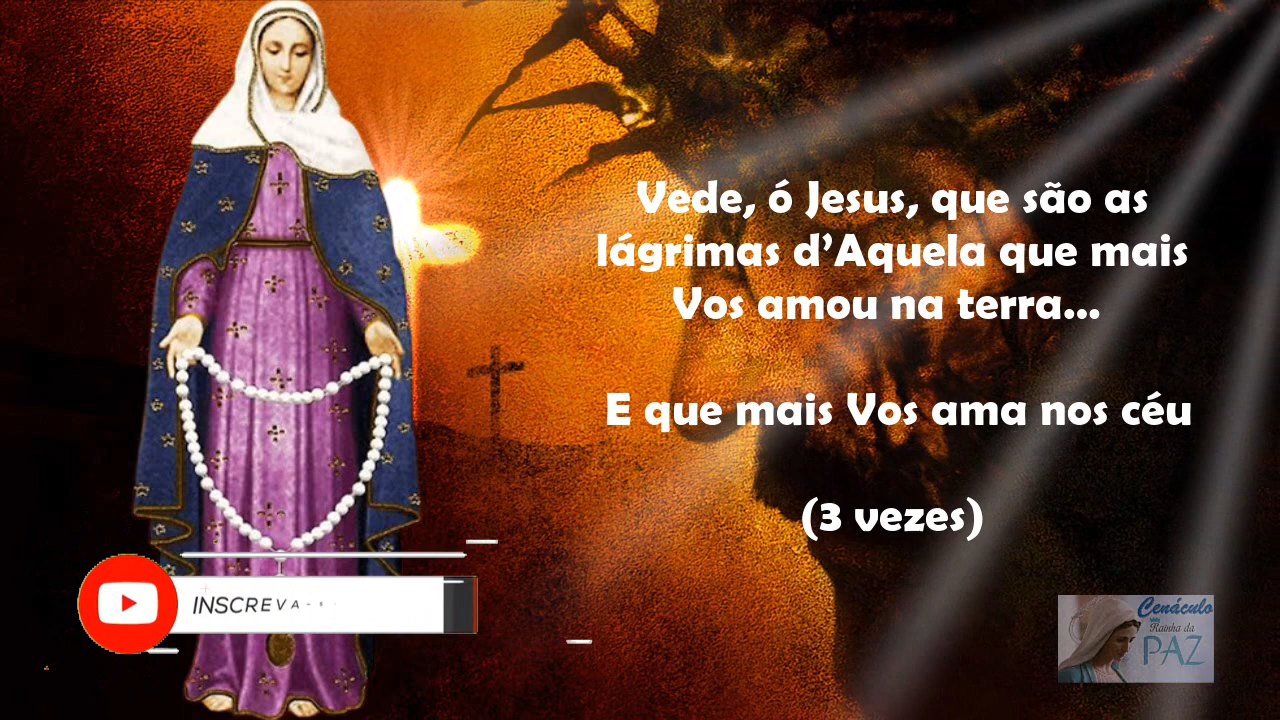 Vede, ó Jesus, que são as
lágrimas d’Aquela que mais
Vos amou na terra...
E que mais Vos ama nos céu
(3 vezes)
INSCREVA-
Cenáculo
Rainha da
PAZ